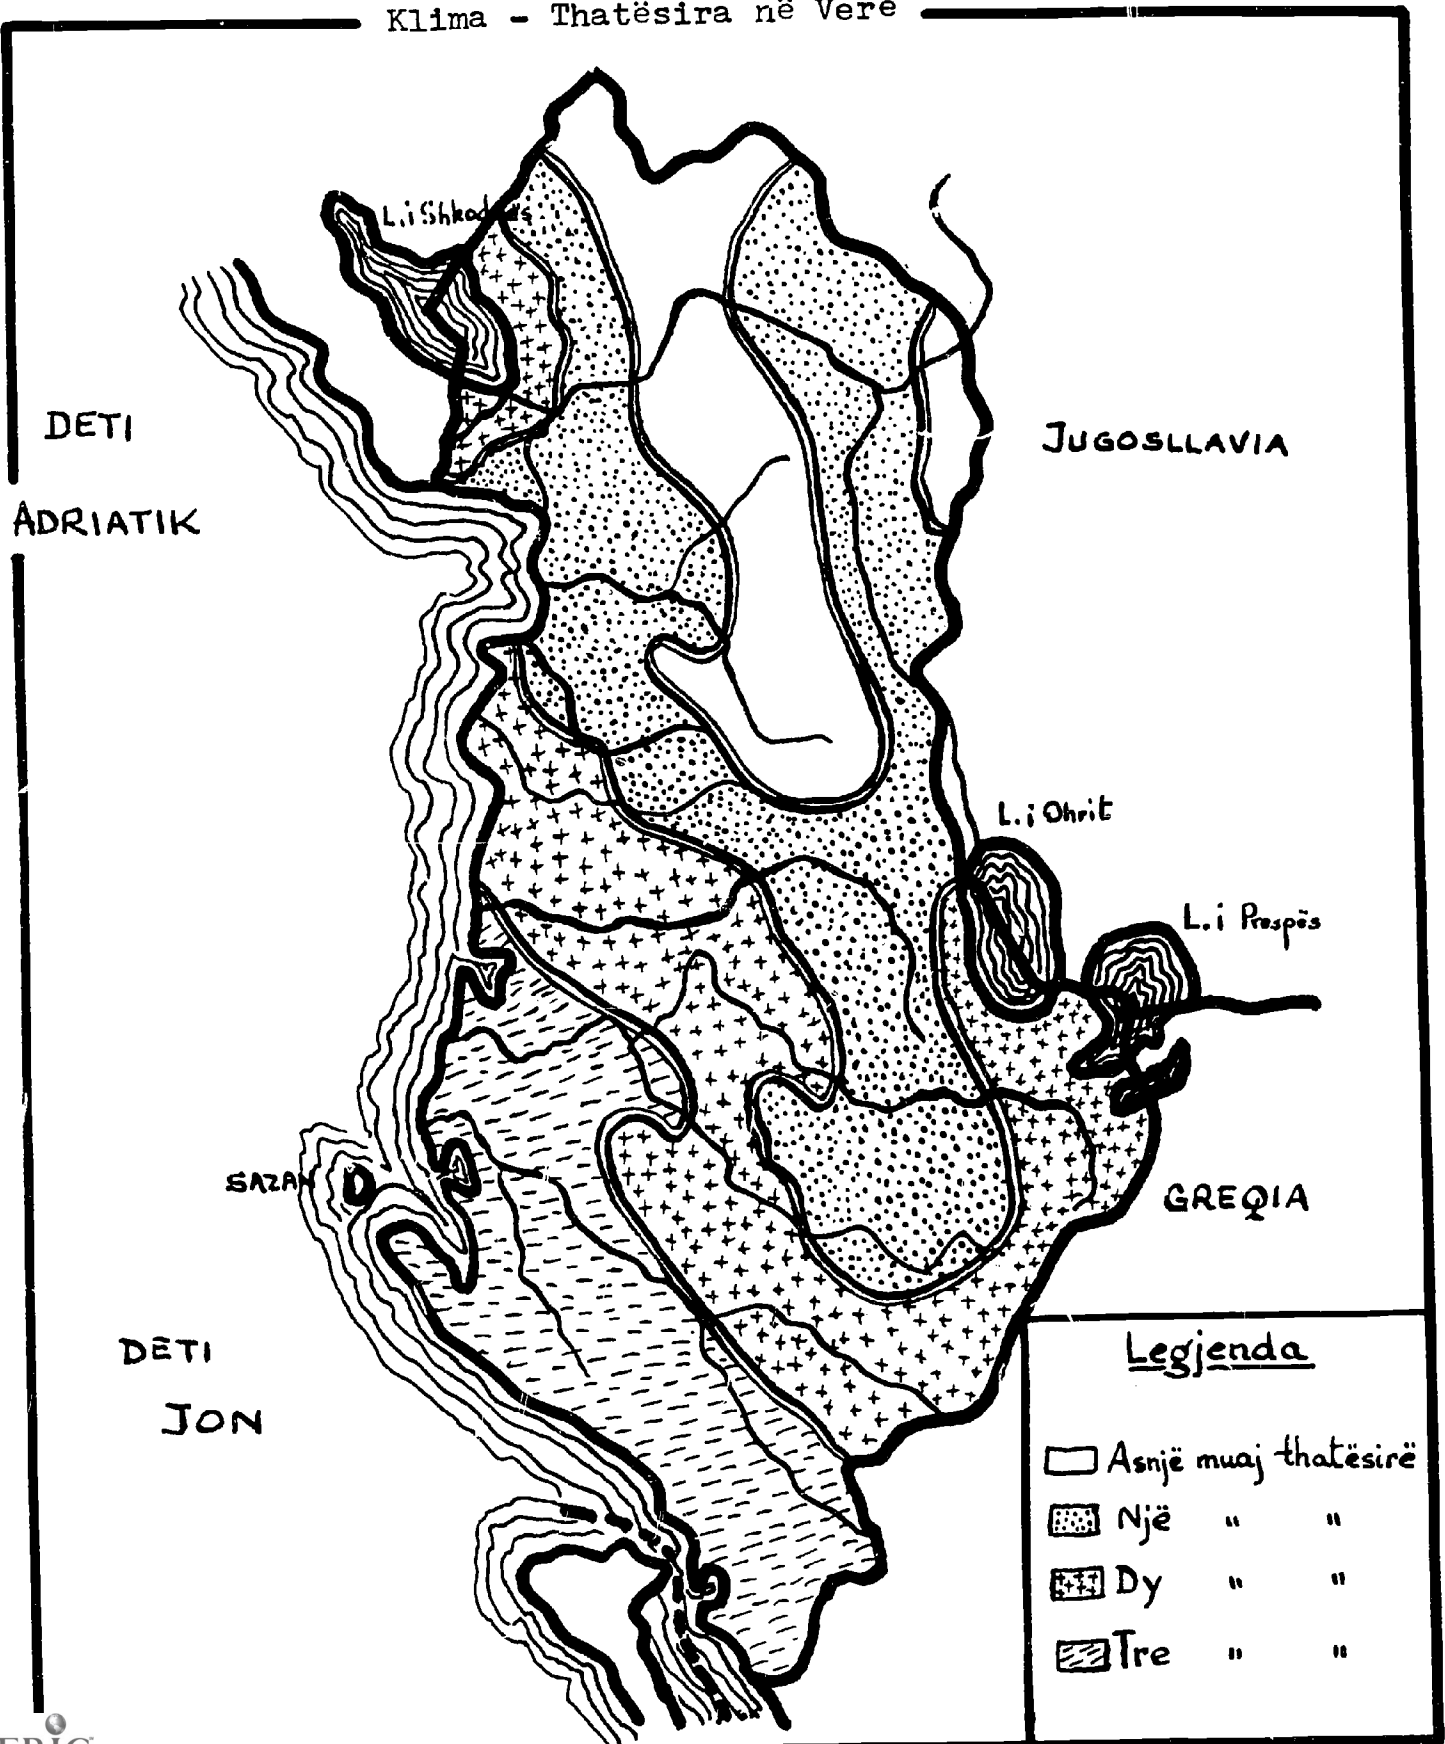 Klima - Thatësira në Verë
L.i Shkodrës
DETI
ADRIATIK
JUGOSLLAVIA
L.i Ohrit
L.i Prespës
SAZAN
GREQIA
DETI
JON
Legjenda
Asnjë muaj thatësirë
Një " "
Dy " "
Tre " "
ERIC